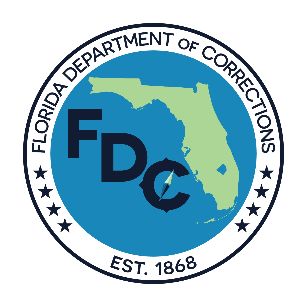 FLORIDA DEPARTMENT OF CORRECTIONS
FDC
EST. 1868